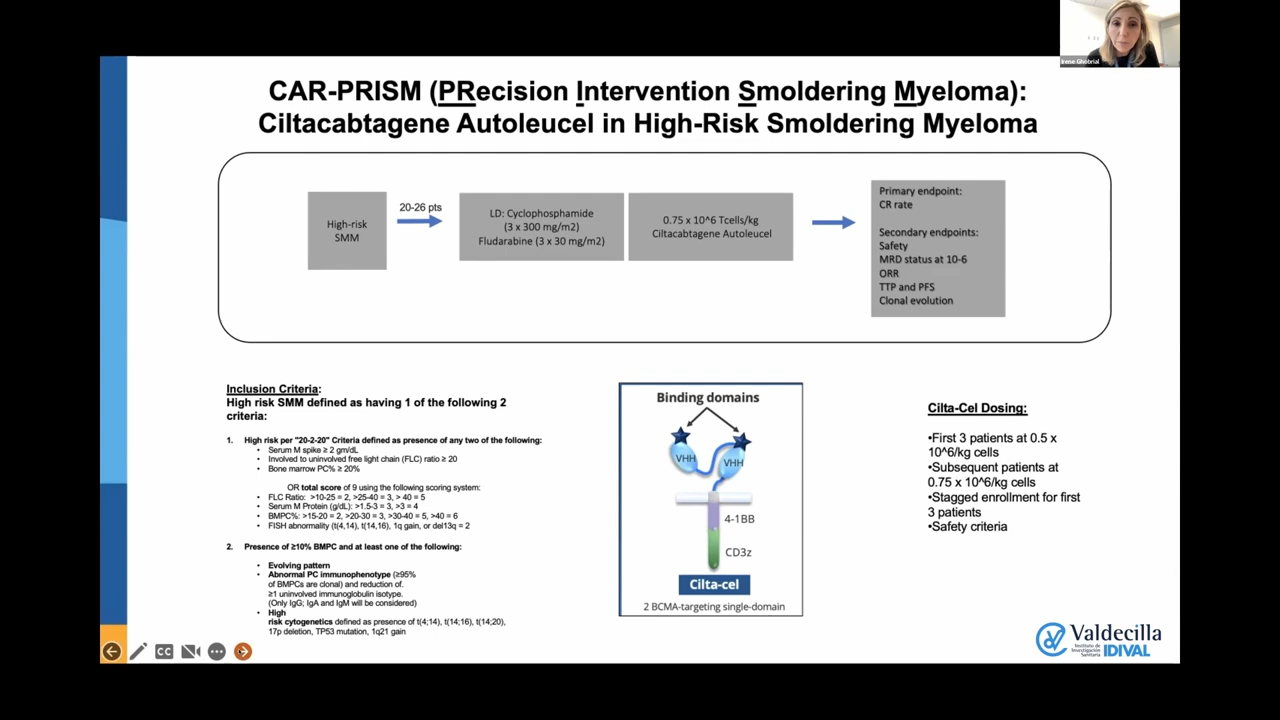 Irene Ghobrial
CAR-PRISM (PRecision Intervention Smoldering Myeloma):
Ciltacabtagene Autoleucel in High-Risk Smoldering Myeloma
High-risk
SMM
20-26 pts
LD: Cyclophosphamide
(3 x 300 mg/m2)
Fludarabine (3 x 30 mg/m2)
0.75 x 10^6 Tcells/kg
Ciltacabtagene Autoleucel
Primary endpoint:
CR rate
Secondary endpoints:
Safety
MRD status at 10-6
ORR
TTP and PFS
Clonal evolution
Inclusion Criteria:
High risk SMM defined as having 1 of the following 2
criteria:
1. High risk per "20-2-20" Criteria defined as presence of any two of the following:
• Serum M spike ≥ 2 gm/dL
• Involved to uninvolved free light chain (FLC) ratio ≥ 20
• Bone marrow PC% ≥ 20%
OR total score of 9 using the following scoring system:
• FLC Ratio: >10-25 = 2, >25-40 = 3, > 40 = 5
• Serum M Protein (g/dL): >1.5-3 = 3, >3 = 4
• BMPC%: >15-20 = 2, >20-30 = 3, >30-40 = 5, >40 = 6
• FISH abnormality (t(4,14), t(14,16), 1q gain, or del13q = 2
2. Presence of ≥10% BMPC and at least one of the following:
• Evolving pattern
• Abnormal PC immunophenotype (≥95%
of BMPCs are clonal) and reduction of.
≥1 uninvolved immunoglobulin isotype.
(Only IgG; IgA and IgM will be considered)
• High
risk cytogenetics defined as presence of t(4;14), t(14;16), t(14;20),
17p deletion, TP53 mutation, 1q21 gain
Binding domains
VHH
VHH
4-1BB
CD3z
Cilta-cel
2 BCMA-targeting single-domain
Cilta-Cel Dosing:
•First 3 patients at 0.5 x
10^6/kg cells
•Subsequent patients at
0.75 x 10^6/kg cells
•Stagged enrollment for first
3 patients
•Safety criteria
CC
Valdecilla
Instituto de
Investigación
Sanitaria
IDIVAL